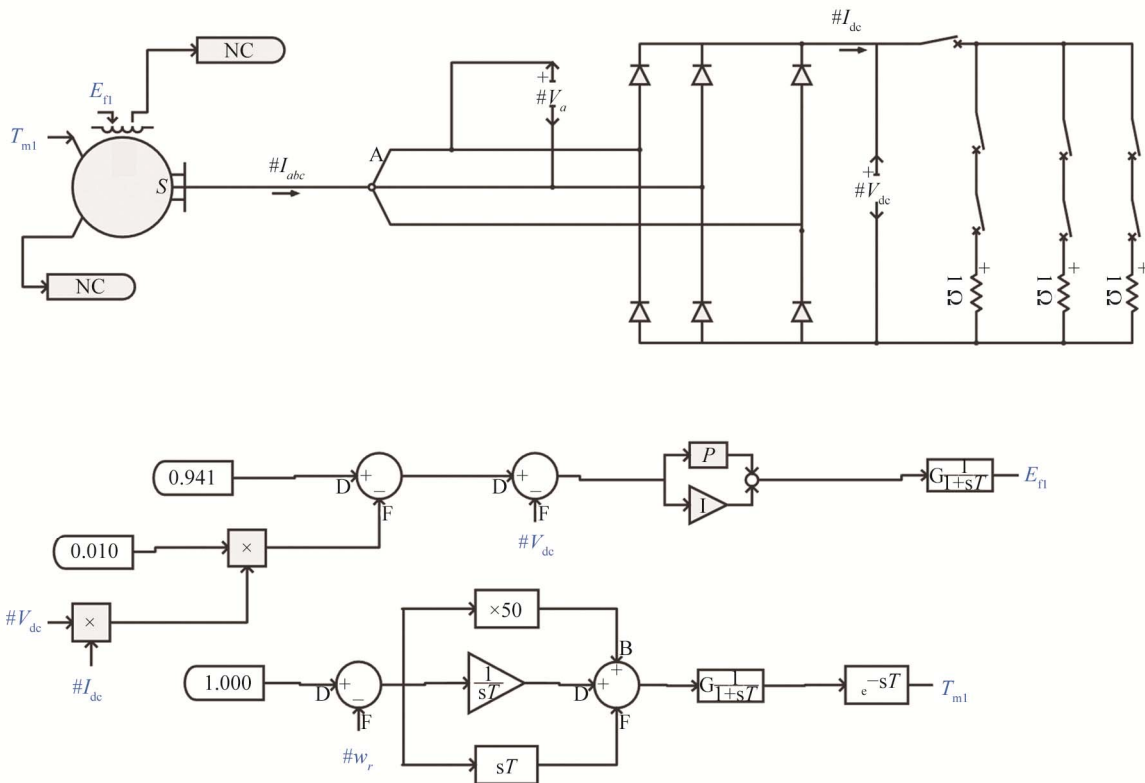 #I_dc
NC
E_f1
+
#V_a
T_m1
A
S
#I_abc
+
#V_dc
NC
1 Ω
+
1 Ω
+
1 Ω
+
0.941
D
+
−
F
D
+
−
F
#V_dc
P
I
G 1/1+sT
E_f1
0.010
×
#V_dc
×
#I_dc
×50
B
1.000
D
+
−
F
#w_r
1/sT
D
+
+
F
sT
G 1/1+sT
e−sT
T_m1